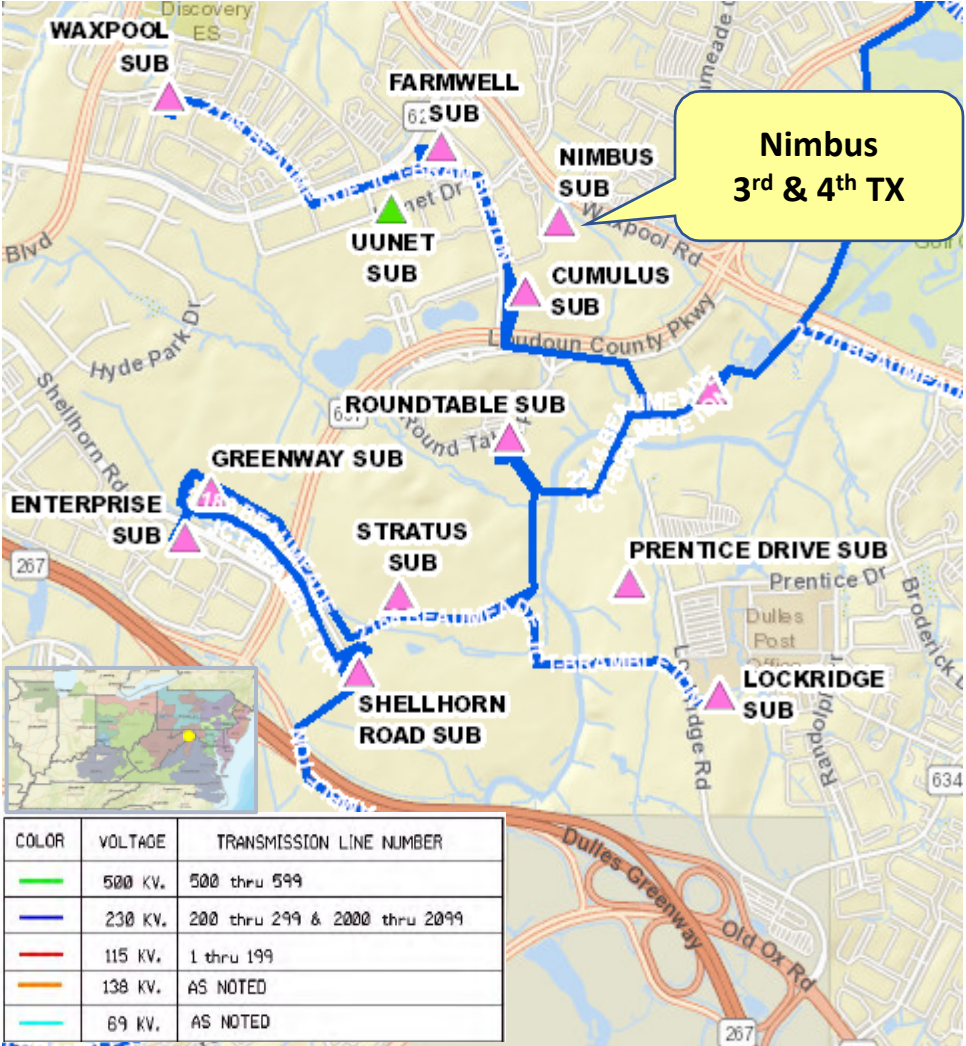 Discovery
ES
WAXPOOL
SUB
FARMWELL
SUB
NIMBUS
SUB
Nimbus
3rd & 4th TX
Waxpool Rd
UUNET
SUB
Blvd
CUMULUS
SUB
Hyde Park Dr
Loudoun County Pkwy
2170 BEAUMEADE
Shellhorn Rd
ROUNDTABLE SUB
GREENWAY SUB
ENTERPRISE
SUB
STRATUS
SUB
PRENTICE DRIVE SUB
Prentice Dr
267
Dulles
Post
Office
Broderick
Lockridge Rd
LOCKRIDGE
SUB
SHELLHORN
ROAD SUB
634
Dulles Greenway
Old Ox Rd
267
COLOR VOLTAGE TRANSMISSION LINE NUMBER
500 KV. 500 thru 599
230 KV. 200 thru 299 & 2000 thru 2099
115 KV. 1 thru 199
138 KV. AS NOTED
69 KV. AS NOTED